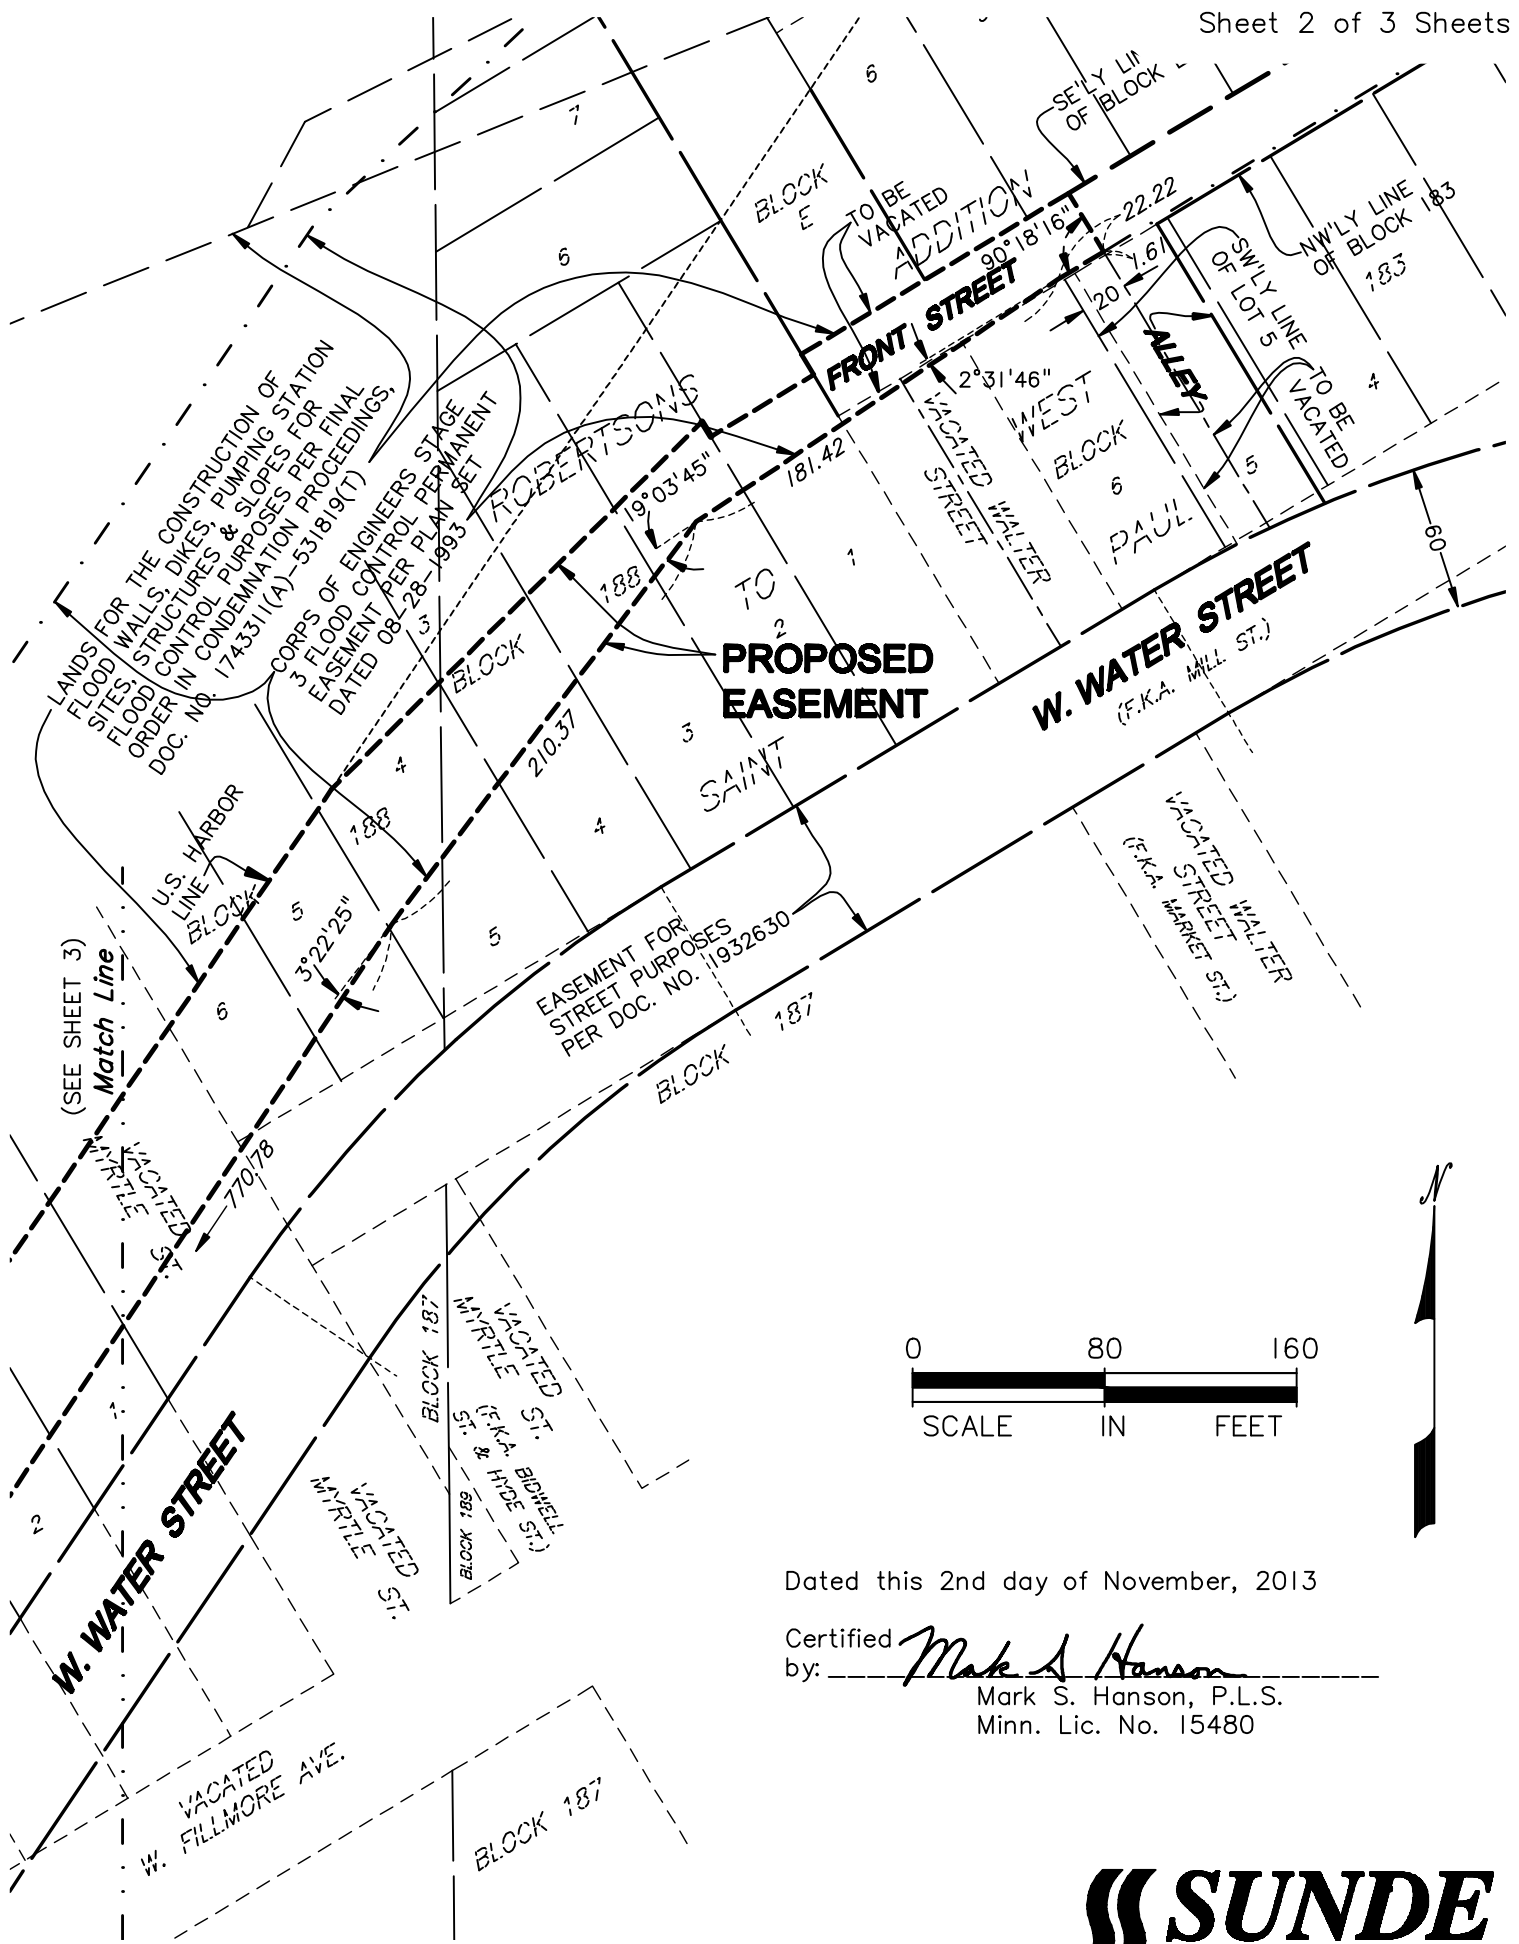 Sheet 2 of 3 Sheets
SE'LY
OF BLOCK
6
7
BLOCK
E
TO BE
VACATED
ADDITION
90°18'16"
22.22
1.61
20
SW'LY LINE
OF LOT 5
NW'LY LINE
OF BLOCK 183
183
4
6
FRONT STREET
ALLEY
TO BE
VACATED
2°31'46"
WEST
BLOCK
6
PAUL
5
VACATED WALTER
STREET
60
LANDS FOR THE CONSTRUCTION OF
FLOOD WALLS, DIKES, PUMPING STATION
SITES, STRUCTURES & SLOPES FOR
FLOOD CONTROL PURPOSES PER FINAL
ORDER IN CONDEMNATION PROCEEDINGS,
DOC. NO. 1743311(A)-531819(T)
CORPS OF ENGINEERS STAGE
3 FLOOD CONTROL PERMANENT
EASEMENT PER PLAN SET
DATED 08-28-1993
ROBERTSONS
181.42
19°03'45"
188
BLOCK
3
TO
1
2
3
SAINT
4
5
PROPOSED
EASEMENT
W. WATER STREET
(F.K.A. MILL ST.)
210.37
4
188
BLOCK
5
6
U.S. HARBOR
LINE
3°22'25"
EASEMENT FOR
STREET PURPOSES
PER DOC. NO. 1932630
VACATED WALTER
STREET
(F.K.A. MARKET ST.)
BLOCK 187
(SEE SHEET 3)
Match Line
VACATED
MYRTLE ST.
770.78
BLOCK 187
VACATED
MYRTLE ST.
(F.K.A. BIDWELL
ST. & HYDE ST.)
BLOCK 189
VACATED
MYRTLE ST.
1
2
W. WATER STREET
VACATED
W. FILLMORE AVE.
BLOCK 187
N
0 80 160
SCALE IN FEET
Dated this 2nd day of November, 2013
Certified
by: Mark S Hanson
Mark S. Hanson, P.L.S.
Minn. Lic. No. 15480
SUNDE